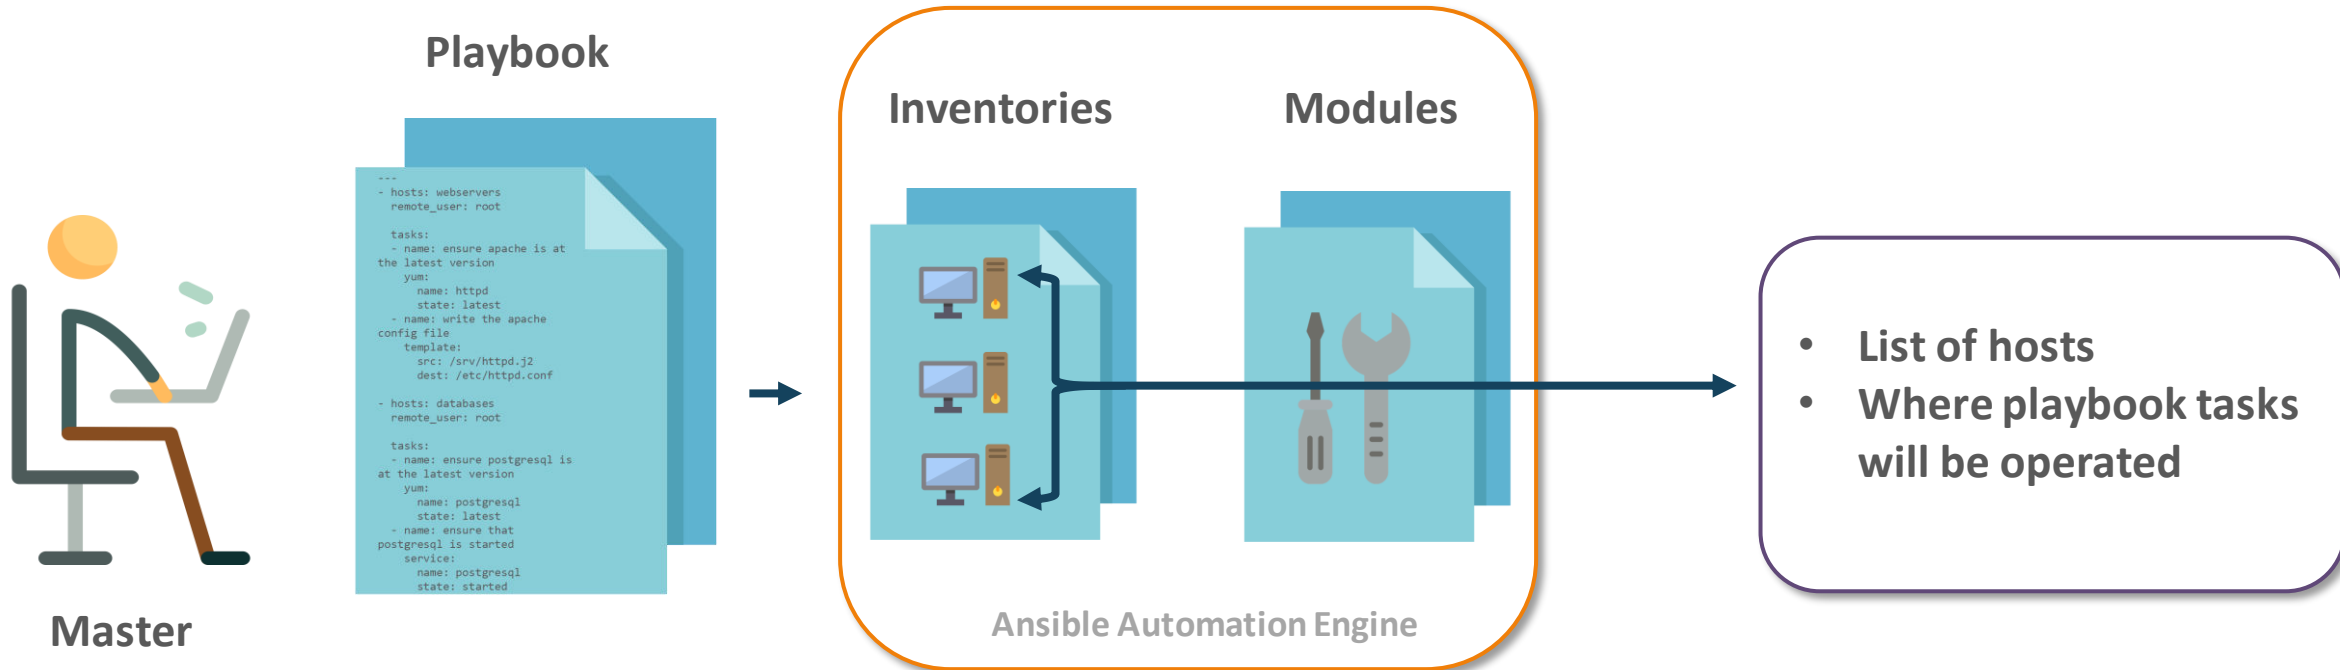 Playbook
---
- hosts: webservers
  remote_user: root
  tasks:
  - name: ensure apache is at
the latest version
    yum:
      name: httpd
      state: latest
  - name: write the apache
config file
    template:
      src: /srv/httpd.j2
      dest: /etc/httpd.conf
- hosts: databases
  remote_user: root
  tasks:
  - name: ensure postgresql is
at the latest version
    yum:
      name: postgresql
      state: latest
  - name: ensure that
postgresql is started
    service:
      name: postgresql
      state: started
Master
Inventories
Modules
Ansible Automation Engine
• List of hosts
• Where playbook tasks
will be operated